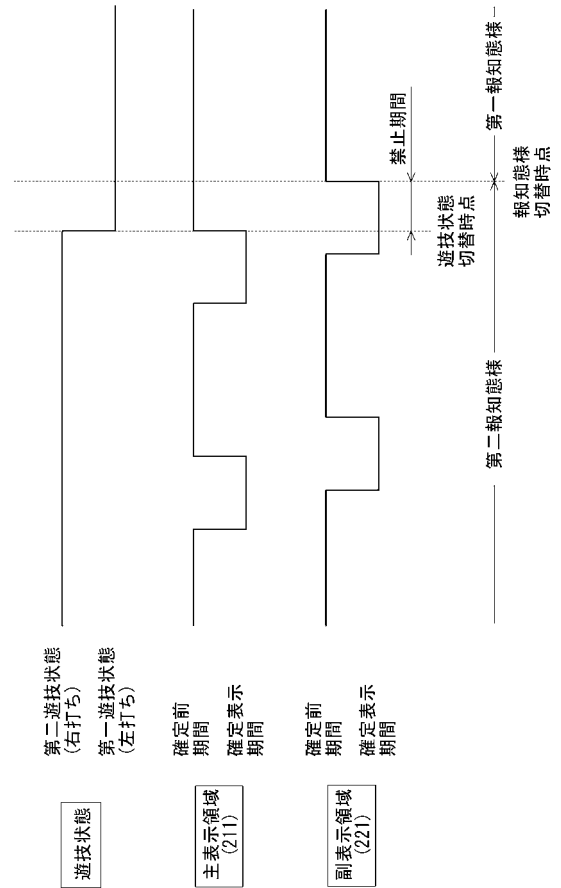 遊技状態
第二遊技状態
(右打ち)
第一遊技状態
(左打ち)
主表示領域
(211)
確定前
期間
確定表示
期間
副表示領域
(221)
確定前
期間
確定表示
期間
禁止期間
遊技状態
切替時点
第二報知態様
第一報知態様
報知態様
切替時点